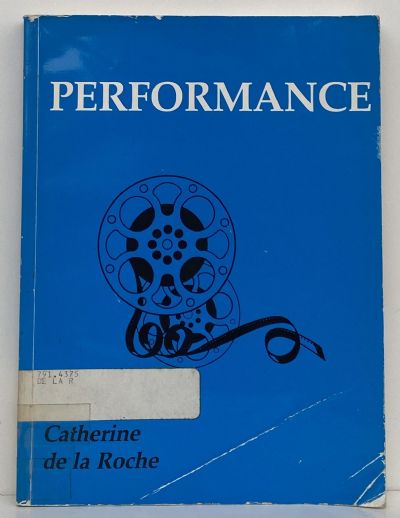 PERFORMANCE
791.4375
DE LA R
Catherine
de la Roche